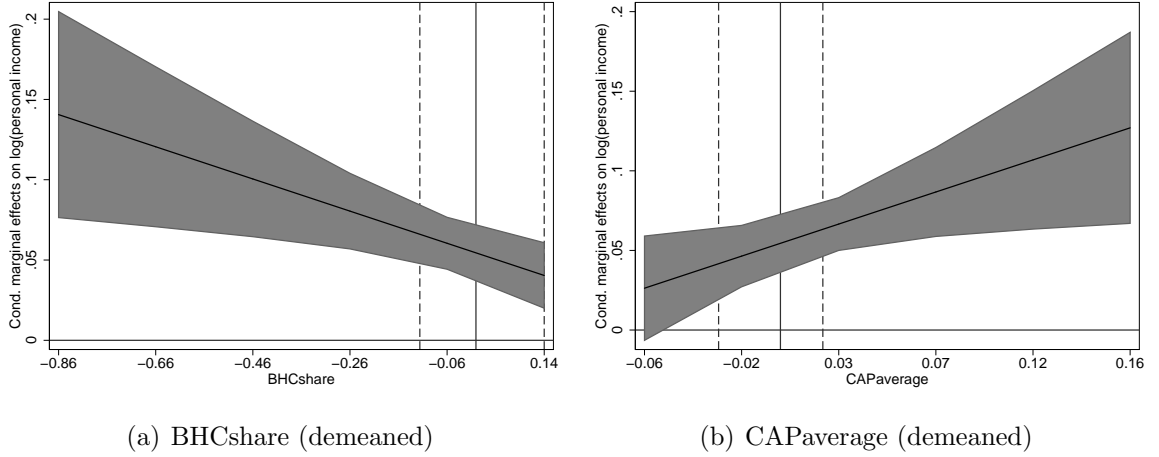 Cond. marginal effects on log(personal income)
0 .05 .1 .15 .2
−0.86 −0.66 −0.46 −0.26 −0.06 0.14
BHCshare
(a) BHCshare (demeaned)
Cond. marginal effects on log(personal income)
0 .05 .1 .15 .2
−0.06 −0.02 0.03 0.07 0.12 0.16
CAPaverage
(b) CAPaverage (demeaned)